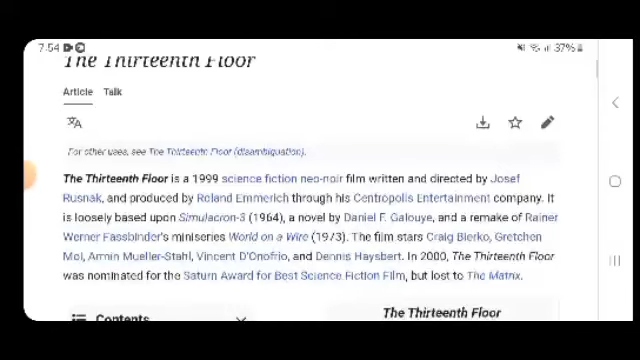 7:54
37%
The Thirteenth Floor
Article Talk
For other uses, see The Thirteenth Floor (disambiguation).
The Thirteenth Floor is a 1999 science fiction neo-noir film written and directed by Josef
Rusnak, and produced by Roland Emmerich through his Centropolis Entertainment company. It
is loosely based upon Simulacron-3 (1964), a novel by Daniel F. Galouye, and a remake of Rainer
Werner Fassbinder's miniseries World on a Wire (1973). The film stars Craig Bierko, Gretchen
Mol, Armin Mueller-Stahl, Vincent D'Onofrio, and Dennis Haysbert. In 2000, The Thirteenth Floor
was nominated for the Saturn Award for Best Science Fiction Film, but lost to The Matrix.
Contents
The Thirteenth Floor